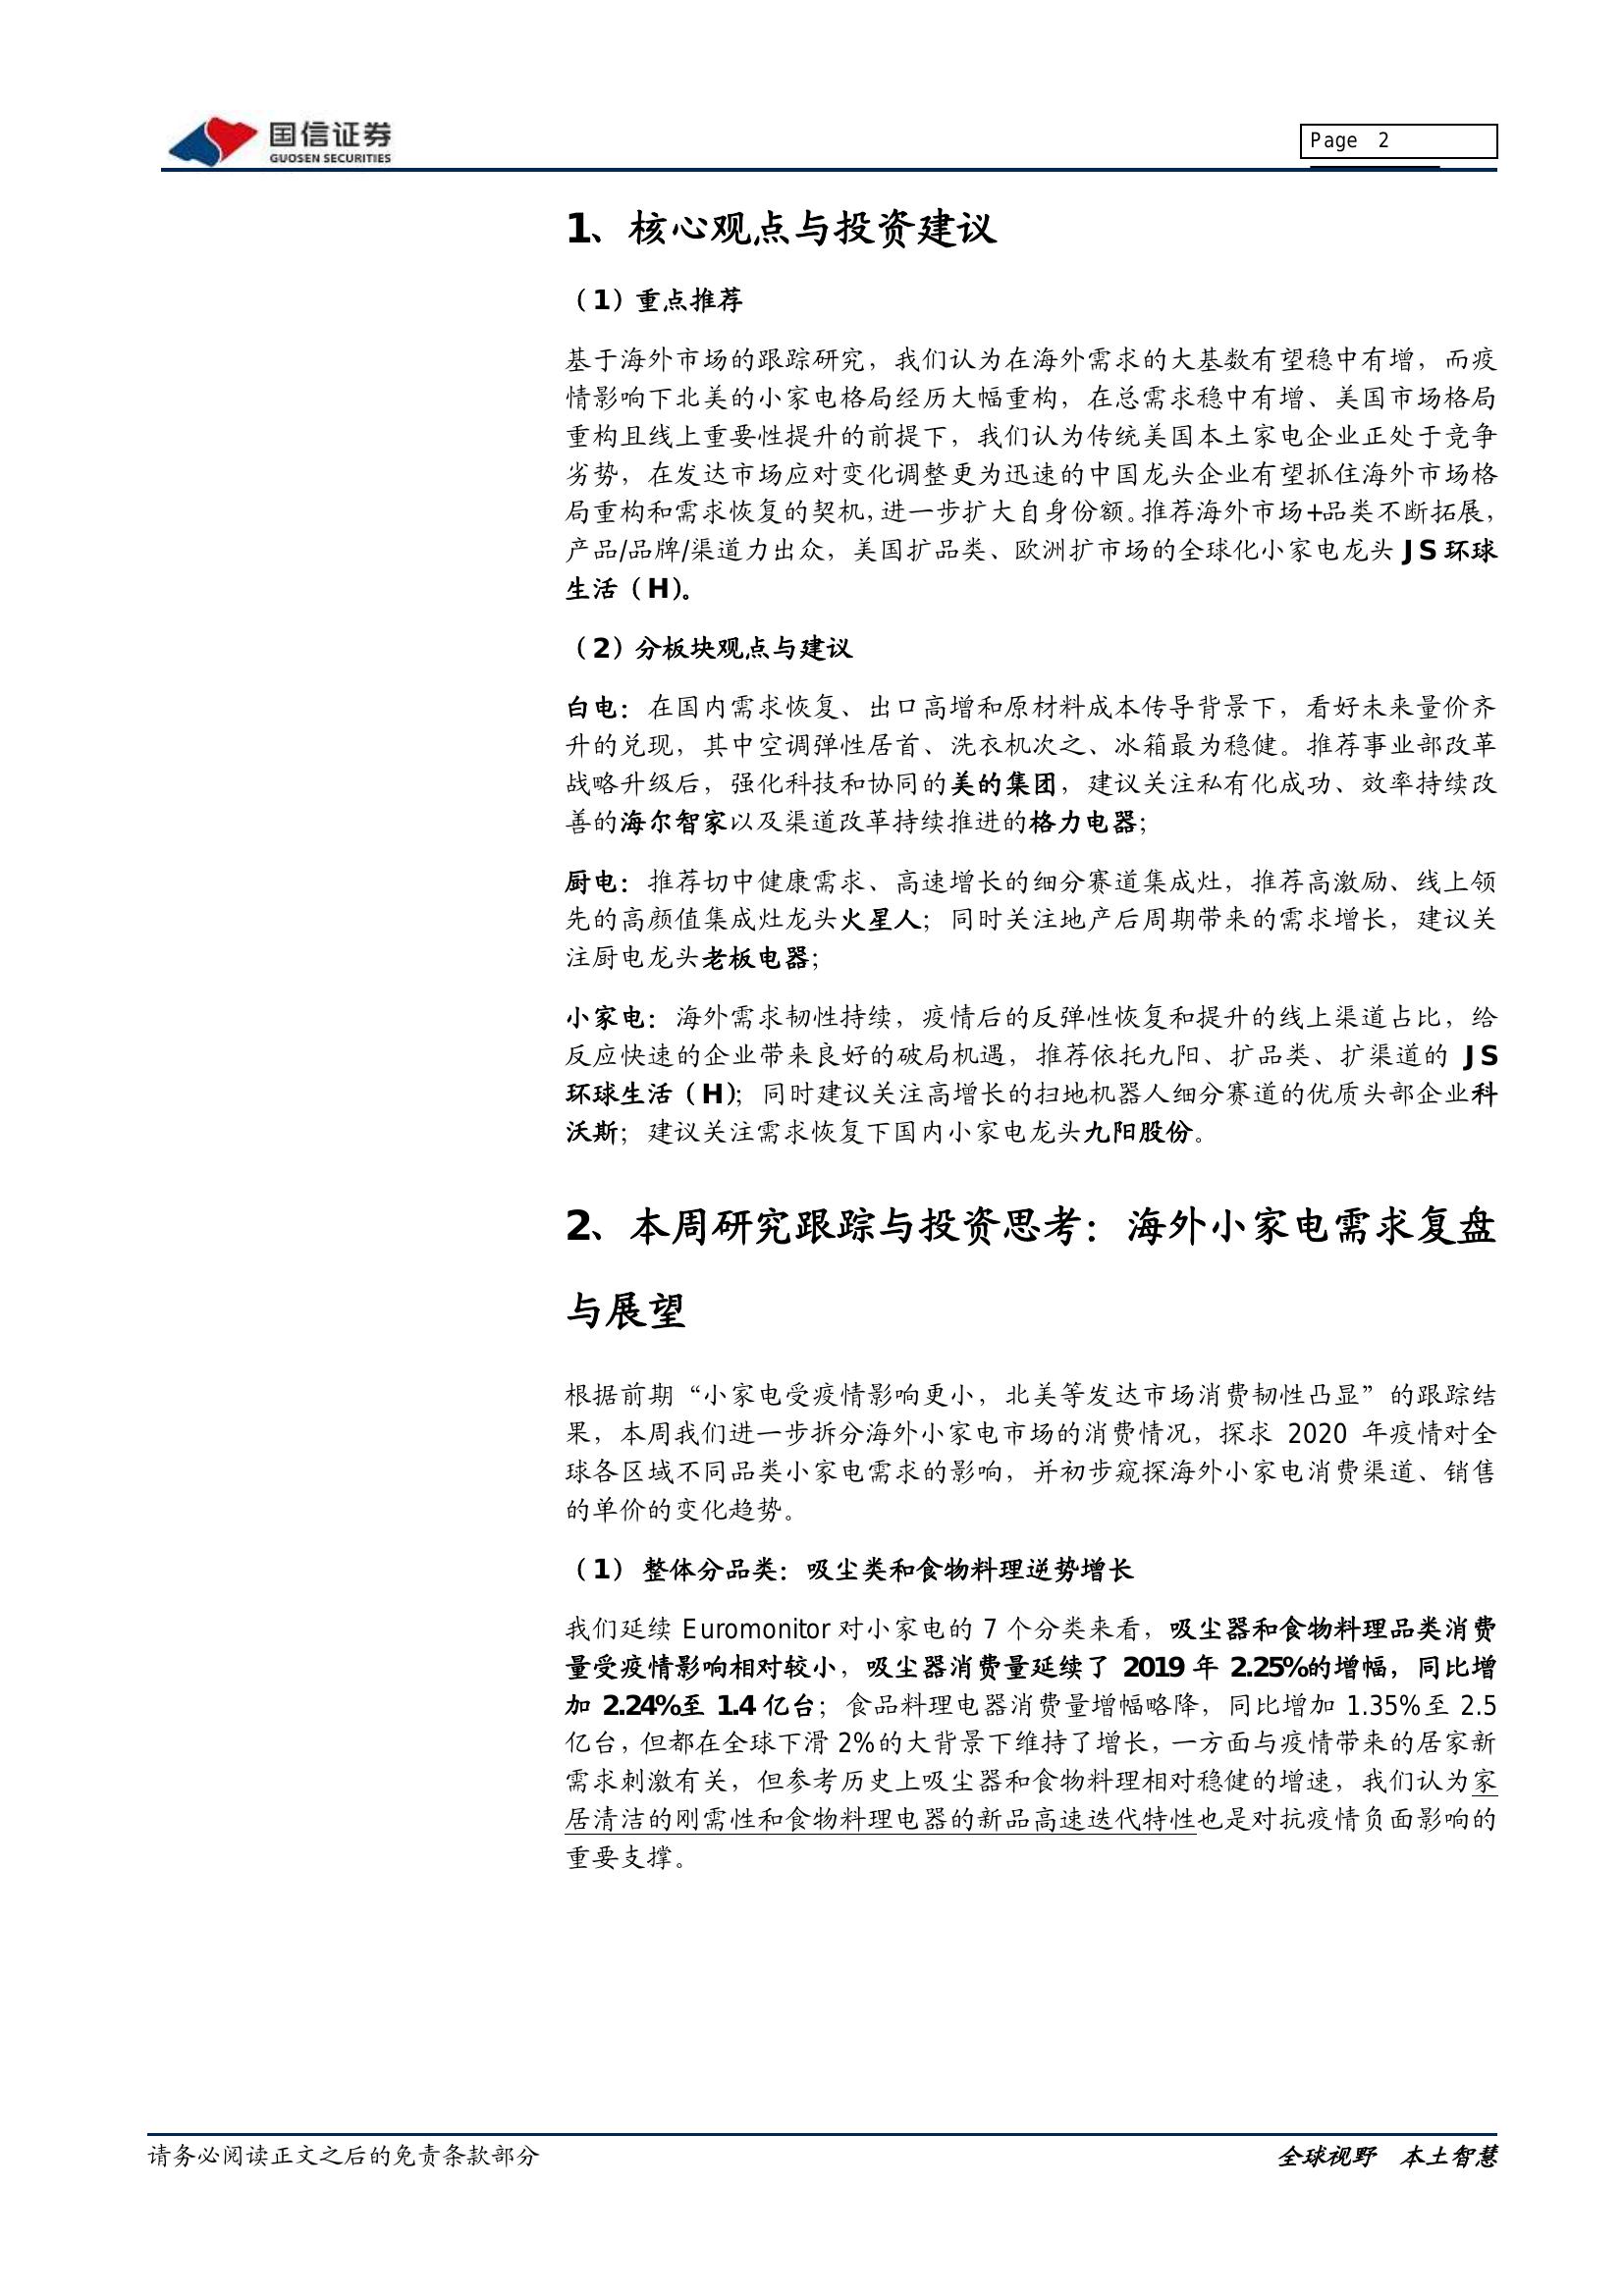 国信证券
GUOSEN SECURITIES
Page 2
1、核心观点与投资建议
（1）重点推荐
基于海外市场的跟踪研究，我们认为在海外需求的大基数有望稳中有增，而疫
情影响下北美的小家电格局经历大幅重构，在总需求稳中有增、美国市场格局
重构且线上重要性提升的前提下，我们认为传统美国本土家电企业正处于竞争
劣势，在发达市场应对变化调整更为迅速的中国龙头企业有望抓住海外市场格
局重构和需求恢复的契机，进一步扩大自身份额。推荐海外市场+品类不断拓展，
产品/品牌/渠道力出众，美国扩品类、欧洲扩市场的全球化小家电龙头 JS 环球
生活（H）。
（2）分板块观点与建议
白电：在国内需求恢复、出口高增和原材料成本传导背景下，看好未来量价齐
升的兑现，其中空调弹性居首、洗衣机次之、冰箱最为稳健。推荐事业部改革
战略升级后，强化科技和协同的美的集团，建议关注私有化成功、效率持续改
善的海尔智家以及渠道改革持续推进的格力电器；
厨电：推荐切中健康需求、高速增长的细分赛道集成灶，推荐高激励、线上领
先的高颜值集成灶龙头火星人；同时关注地产后周期带来的需求增长，建议关
注厨电龙头老板电器；
小家电：海外需求韧性持续，疫情后的反弹性恢复和提升的线上渠道占比，给
反应快速的企业带来良好的破局机遇，推荐依托九阳、扩品类、扩渠道的 JS
环球生活（H）；同时建议关注高增长的扫地机器人细分赛道的优质头部企业科
沃斯；建议关注需求恢复下国内小家电龙头九阳股份。
2、本周研究跟踪与投资思考：海外小家电需求复盘
与展望
根据前期“小家电受疫情影响更小，北美等发达市场消费韧性凸显”的跟踪结
果，本周我们进一步拆分海外小家电市场的消费情况，探求 2020 年疫情对全
球各区域不同品类小家电需求的影响，并初步窥探海外小家电消费渠道、销售
的单价的变化趋势。
（1） 整体分品类：吸尘类和食物料理逆势增长
我们延续 Euromonitor 对小家电的 7 个分类来看，吸尘器和食物料理品类消费
量受疫情影响相对较小，吸尘器消费量延续了 2019 年 2.25%的增幅，同比增
加 2.24%至 1.4 亿台；食品料理电器消费量增幅略降，同比增加 1.35%至 2.5
亿台，但都在全球下滑 2%的大背景下维持了增长，一方面与疫情带来的居家新
需求刺激有关，但参考历史上吸尘器和食物料理相对稳健的增速，我们认为家
居清洁的刚需性和食物料理电器的新品高速迭代特性也是对抗疫情负面影响的
重要支撑。
请务必阅读正文之后的免责条款部分
全球视野 本土智慧